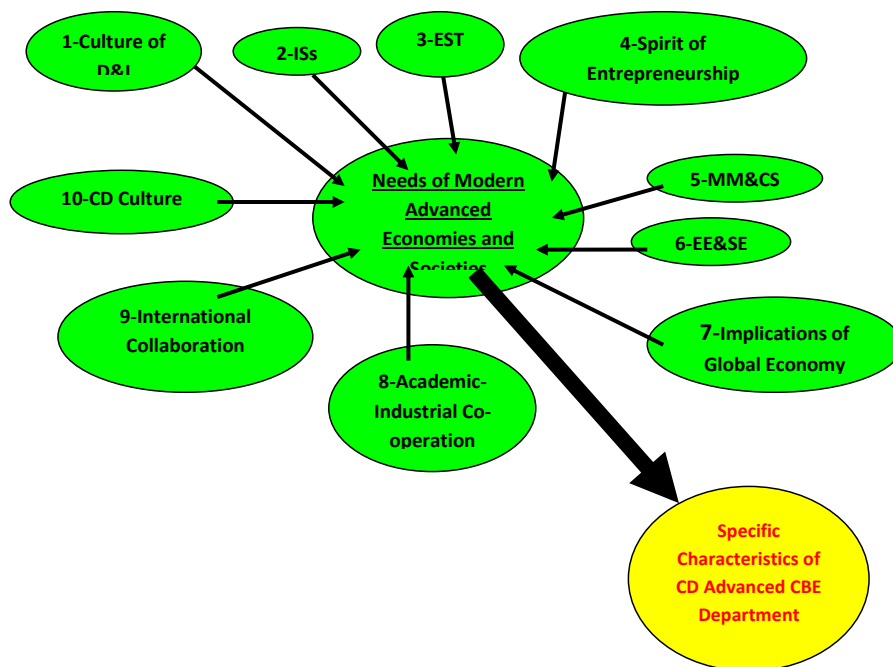 1-Culture of
D&I
2-ISs
3-EST
4-Spirit of
Entrepreneurship
Needs of Modern
Advanced
Economies and
Societies
5-MM&CS
6-EE&SE
7-Implications of
Global Economy
8-Academic-
Industrial Co-
operation
9-International
Collaboration
10-CD Culture
Specific
Characteristics of
CD Advanced CBE
Department